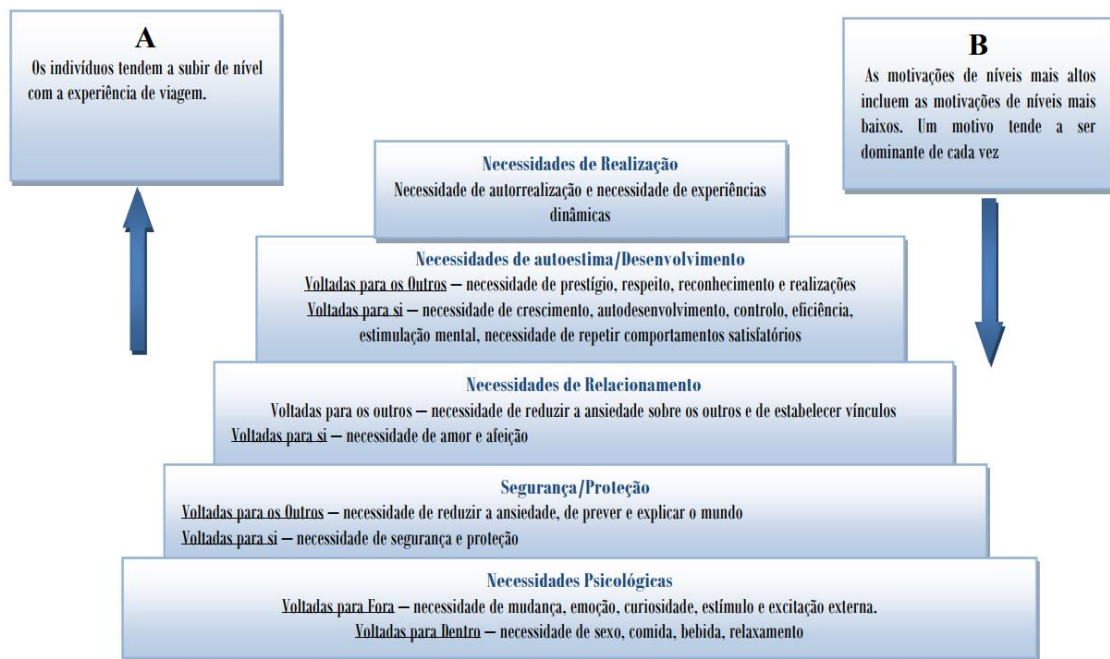 A
Os indivíduos tendem a subir de nível
com a experiência de viagem.
B
As motivações de níveis mais altos
incluem as motivações de níveis mais
baixos. Um motivo tende a ser
dominante de cada vez
Necessidades de Realização
Necessidade de autorrealização e necessidade de experiências
dinâmicas
Necessidades de autoestima/Desenvolvimento
Voltadas para os Outros – necessidade de prestígio, respeito, reconhecimento e realizações
Voltadas para si – necessidade de crescimento, autodesenvolvimento, controlo, eficiência,
estimulação mental, necessidade de repetir comportamentos satisfatórios
Necessidades de Relacionamento
Voltadas para os outros – necessidade de reduzir a ansiedade sobre os outros e de estabelecer vínculos
Voltadas para si – necessidade de amor e afeição
Segurança/Proteção
Voltadas para os Outros – necessidade de reduzir a ansiedade, de prever e explicar o mundo
Voltadas para si – necessidade de segurança e proteção
Necessidades Psicológicas
Voltadas para Fora – necessidade de mudança, emoção, curiosidade, estímulo e excitação externa.
Voltadas para Dentro – necessidade de sexo, comida, bebida, relaxamento